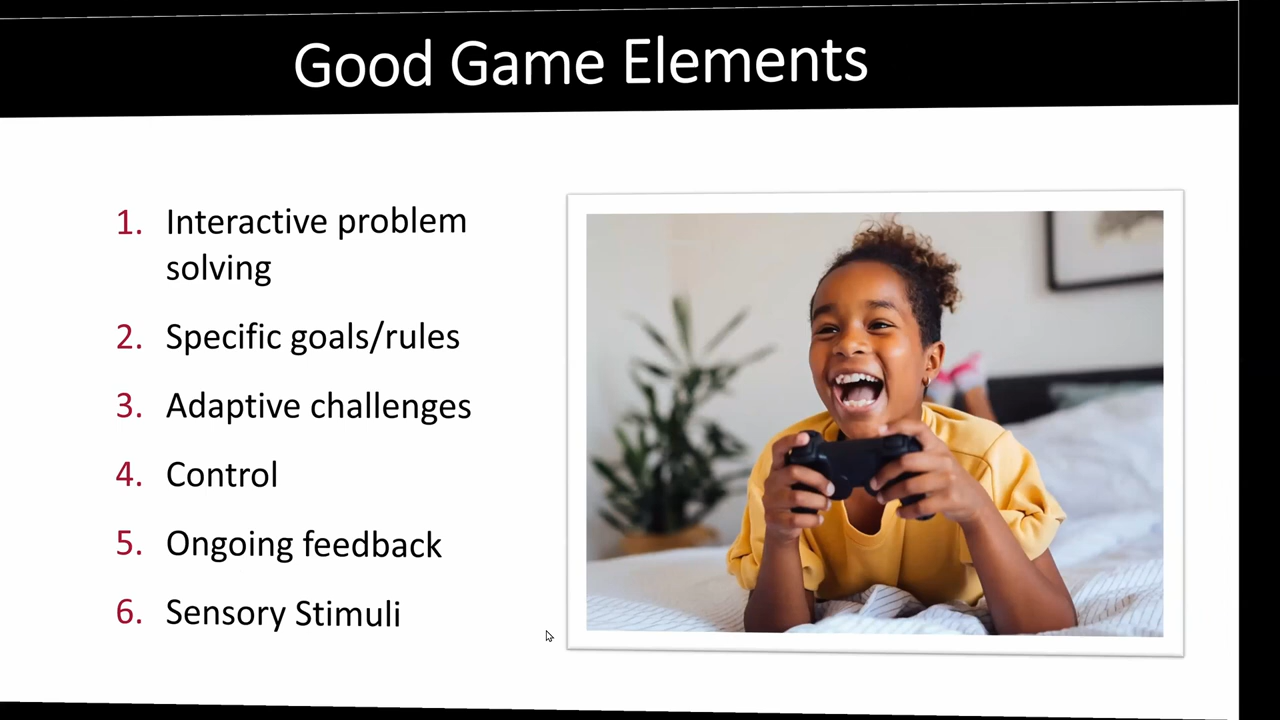 Good Game Elements
1. Interactive problem
solving
2. Specific goals/rules
3. Adaptive challenges
4. Control
5. Ongoing feedback
6. Sensory Stimuli